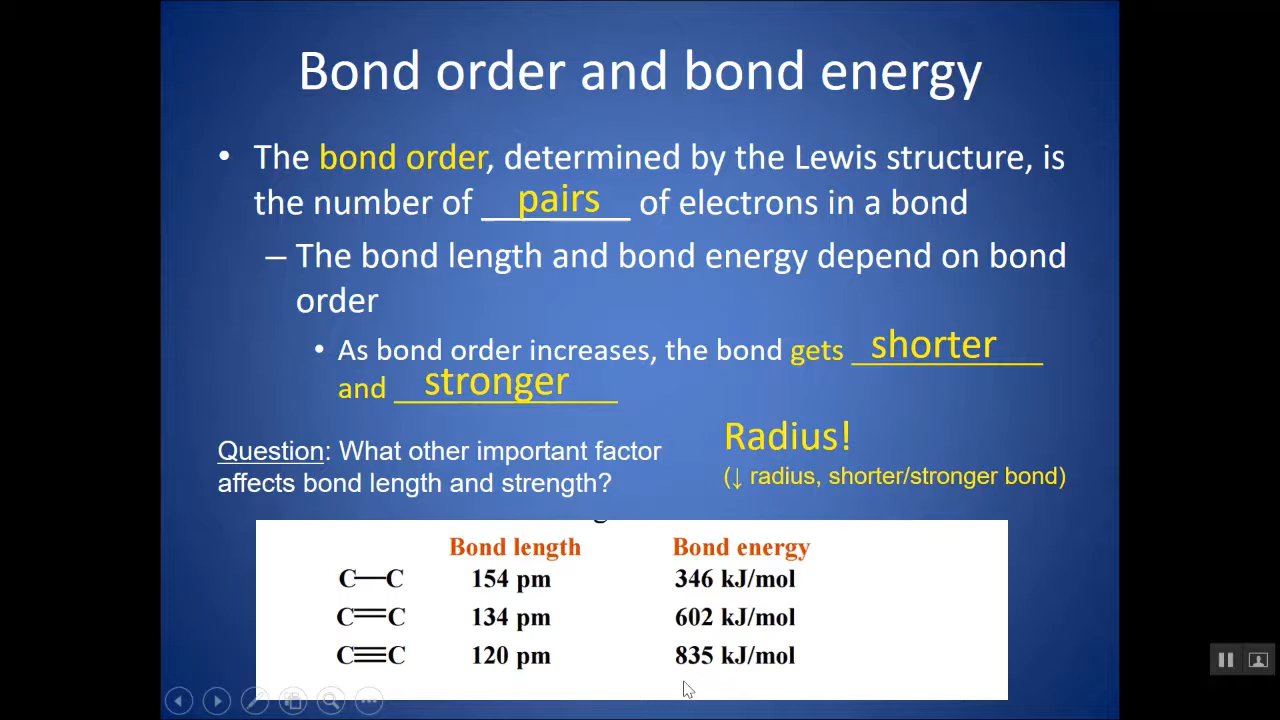 Bond order and bond energy
• The bond order, determined by the Lewis structure, is
the number of pairs of electrons in a bond
– The bond length and bond energy depend on bond
order
• As bond order increases, the bond gets shorter
and stronger
Question: What other important factor
affects bond length and strength?
Radius!
(↓ radius, shorter/stronger bond)
Bond length Bond energy
C—C 154 pm 346 kJ/mol
C=C 134 pm 602 kJ/mol
C≡C 120 pm 835 kJ/mol